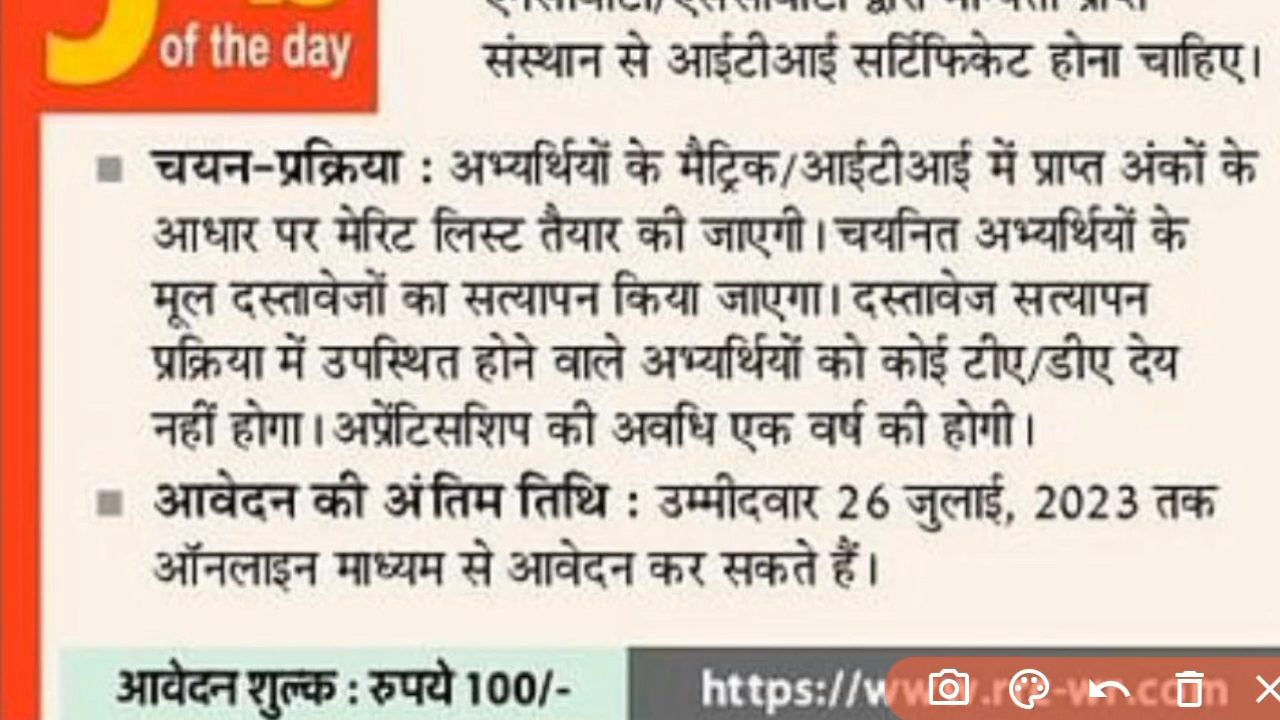 of the day
संस्थान से आईटीआई सर्टिफिकेट होना चाहिए।
चयन-प्रक्रिया : अभ्यर्थियों के मैट्रिक/आईटीआई में प्राप्त अंकों के
आधार पर मेरिट लिस्ट तैयार की जाएगी। चयनित अभ्यर्थियों के
मूल दस्तावेजों का सत्यापन किया जाएगा। दस्तावेज सत्यापन
प्रक्रिया में उपस्थित होने वाले अभ्यर्थियों को कोई टीए/डीए देय
नहीं होगा। अप्रेंटिसशिप की अवधि एक वर्ष की होगी।
आवेदन की अंतिम तिथि : उम्मीदवार 26 जुलाई, 2023 तक
ऑनलाइन माध्यम से आवेदन कर सकते हैं।
आवेदन शुल्क : रुपये 100/-